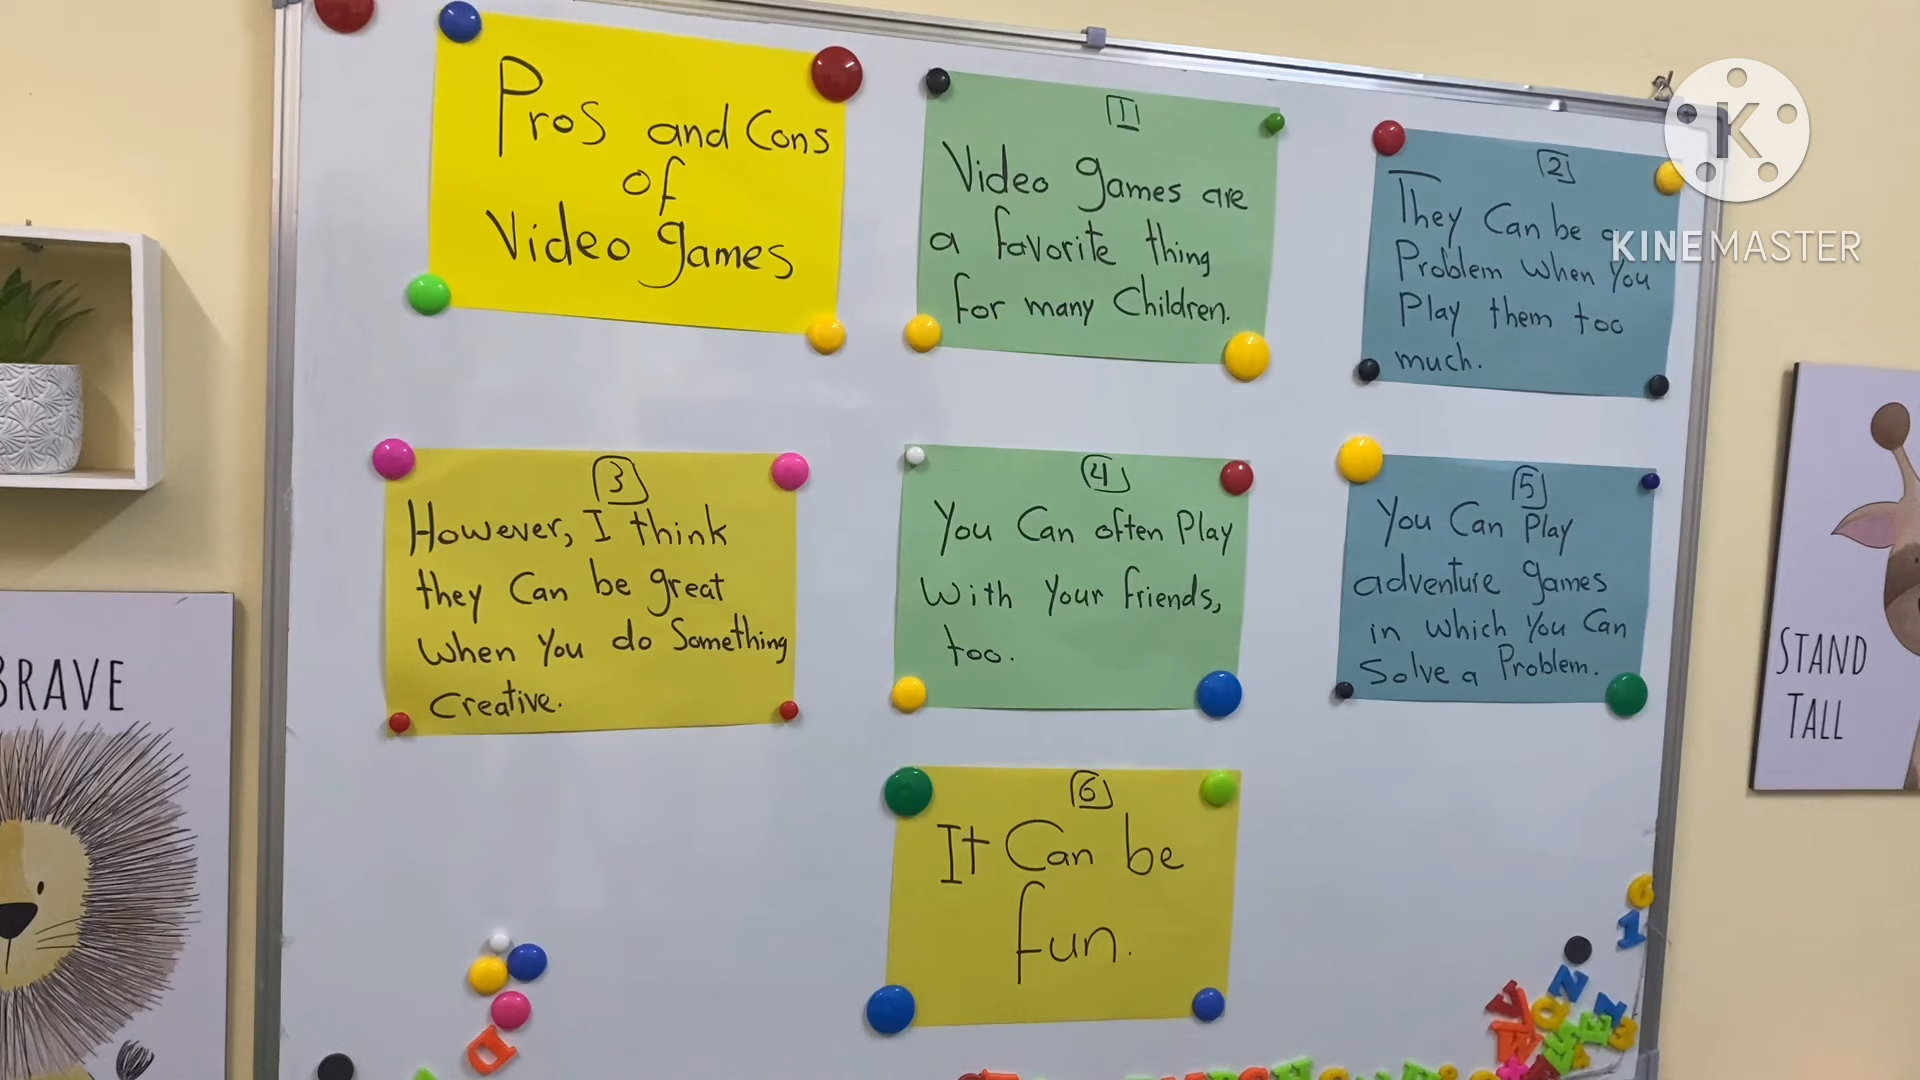 Pros and Cons
of
Video games
1
Video games are
a favorite thing
for many Children.
2
They Can be a
Problem when you
Play them too
much.
3
However, I think
they Can be great
when you do Something
Creative.
4
You Can often Play
with your friends,
too.
5
You Can Play
adventure games
in which you Can
Solve a Problem.
6
It Can be
fun.
BRAVE
STAND
TALL
K
KINEMASTER